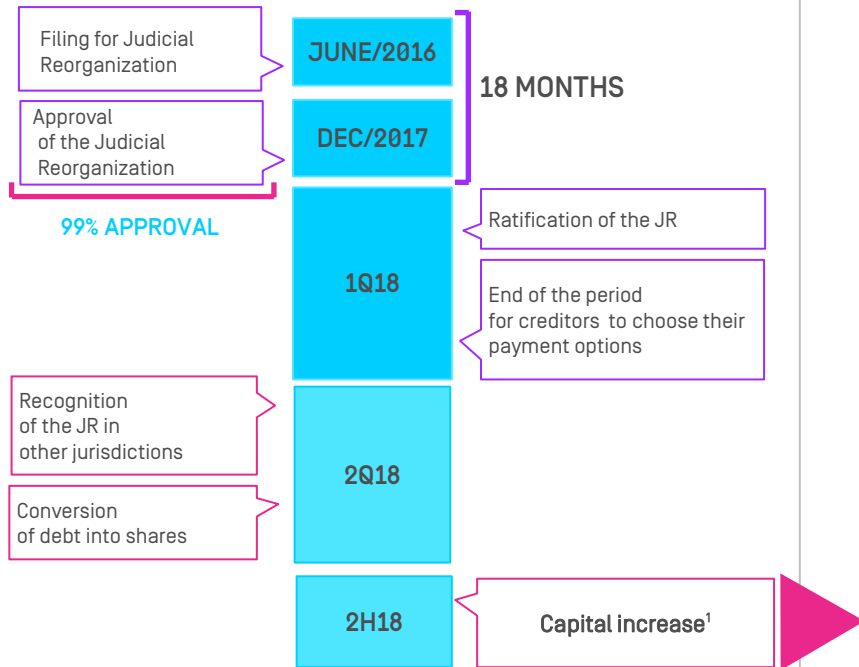 Filing for Judicial
Reorganization
JUNE/2016
18 MONTHS
Approval
of the Judicial
Reorganization
DEC/2017
99% APPROVAL
Ratification of the JR
1Q18
End of the period
for creditors to choose their
payment options
Recognition
of the JR in
other jurisdictions
2Q18
Conversion
of debt into shares
2H18
Capital increase¹